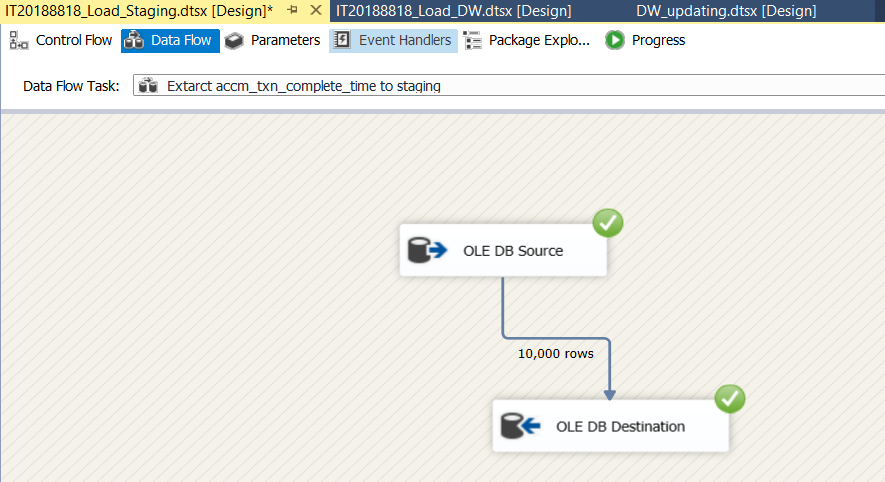 IT20188818_Load_Staging.dtsx [Design]* IT20188818_Load_DW.dtsx [Design] DW_updating.dtsx [Design]
Control Flow Data Flow Parameters Event Handlers Package Explo... Progress
Data Flow Task: Extarct accm_txn_complete_time to staging
OLE DB Source
10,000 rows
OLE DB Destination